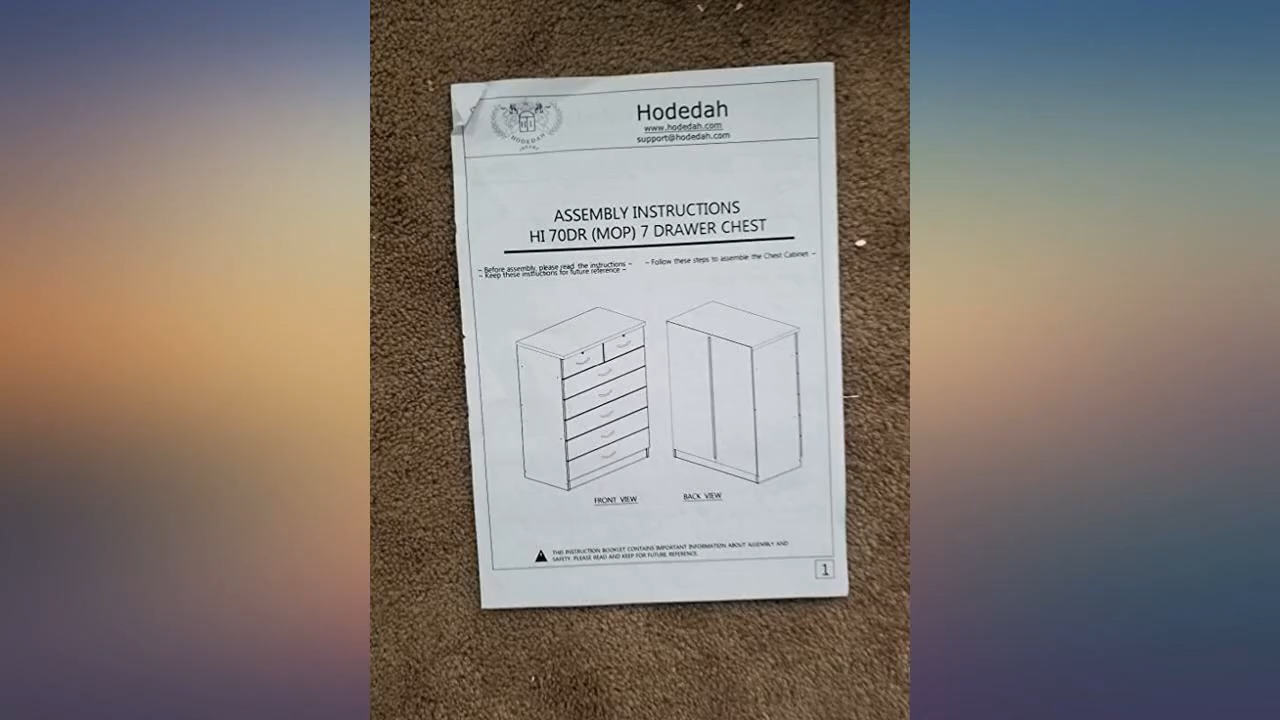 HODEDAH
Hodedah
www.hodedah.com
support@hodedah.com
ASSEMBLY INSTRUCTIONS
HI 70DR (MOP) 7 DRAWER CHEST
~ Before assembly, please read the instructions ~
~ Keep these instructions for future reference ~
~ Follow these steps to assemble the Chest Cabinet ~
FRONT VIEW
BACK VIEW
THIS INSTRUCTION BOOKLET CONTAINS IMPORTANT INFORMATION ABOUT ASSEMBLY AND
SAFETY. PLEASE READ AND KEEP FOR FUTURE REFERENCE.
1